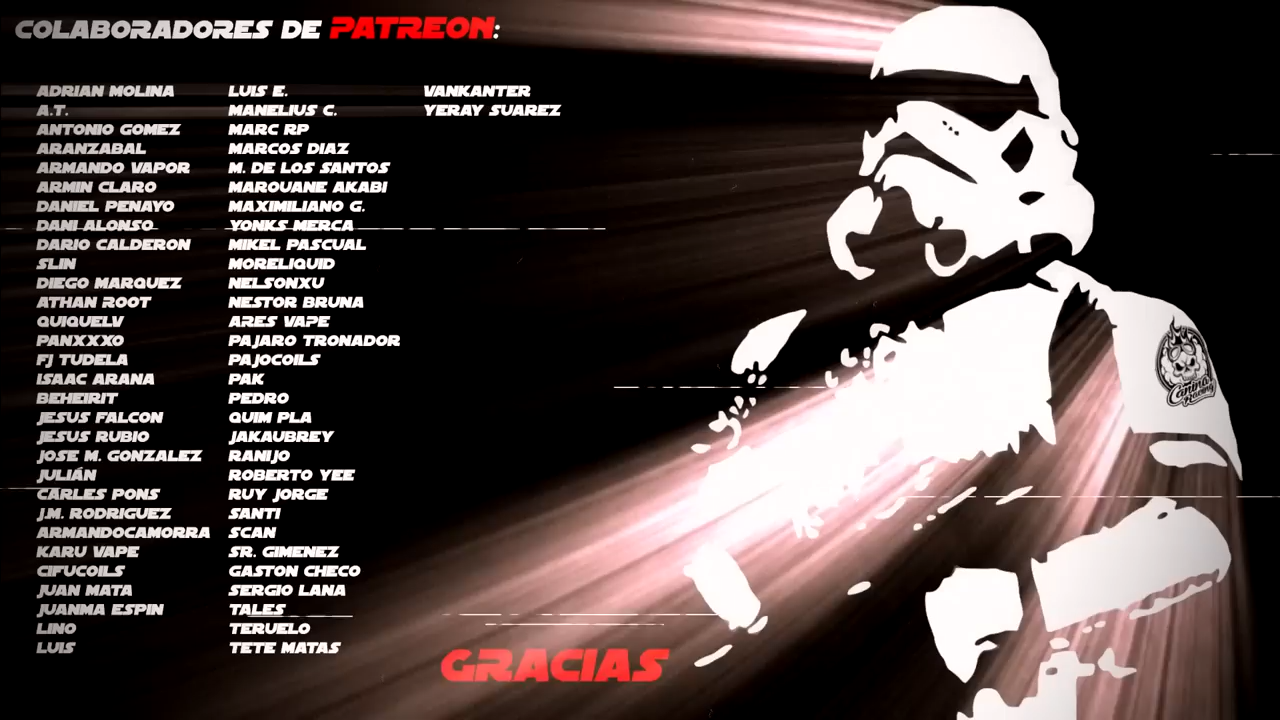 COLABORADORES DE PATREON:
ADRIAN MOLINA
A.T.
ANTONIO GOMEZ
ARANZABAL
ARMANDO VAPOR
ARMIN CLARO
DANIEL PENAYO
DANI ALONSO
DARIO CALDERON
SLIN
DIEGO MARQUEZ
ATHAN ROOT
QUIQUELV
PANXXXO
FJ TUDELA
ISAAC ARANA
BEHEIRIT
JESUS FALCON
JESUS RUBIO
JOSE M. GONZALEZ
JULIÁN
CARLES PONS
J.M. RODRIGUEZ
ARMANDOCAMORRA
KARU VAPE
CIFUCOILS
JUAN MATA
JUANMA ESPIN
LINO
LUIS
LUIS E.
MANELIUS C.
MARC RP
MARCOS DIAZ
M. DE LOS SANTOS
MAROUANE AKABI
MAXIMILIANO G.
YONKS MERCA
MIKEL PASCUAL
MORELIQUID
NELSONXU
NESTOR BRUNA
ARES VAPE
PAJARO TRONADOR
PAJOCOILS
PAK
PEDRO
QUIM PLA
JAKAUBREY
RANIJO
ROBERTO YEE
RUY JORGE
SANTI
SCAN
SR. GIMENEZ
GASTON CHECO
SERGIO LANA
TALES
TERUELO
TETE MATAS
VANKANTER
YERAY SUAREZ
GRACIAS
Canina